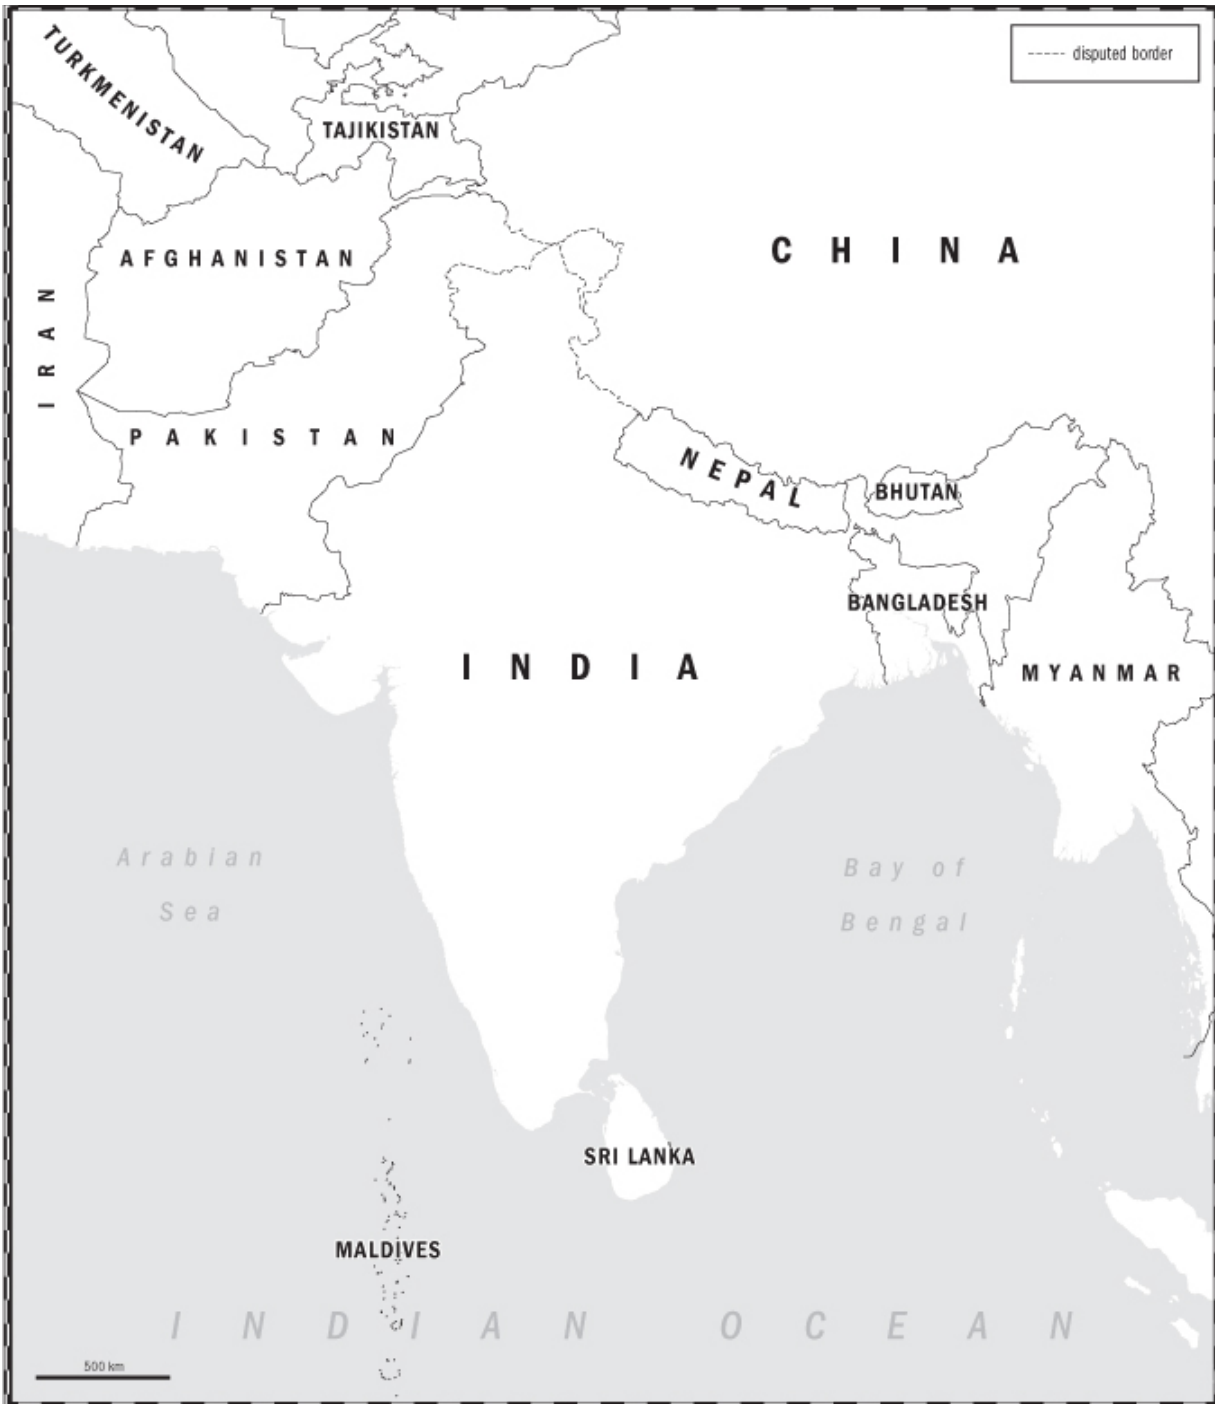 disputed border
TURKMENISTAN
TAJIKISTAN
AFGHANISTAN
CHINA
IRAN
PAKISTAN
NEPAL
BHUTAN
BANGLADESH
INDIA
MYANMAR
Arabian
Sea
Bay of
Bengal
SRI LANKA
MALDIVES
INDIAN OCEAN
500 km